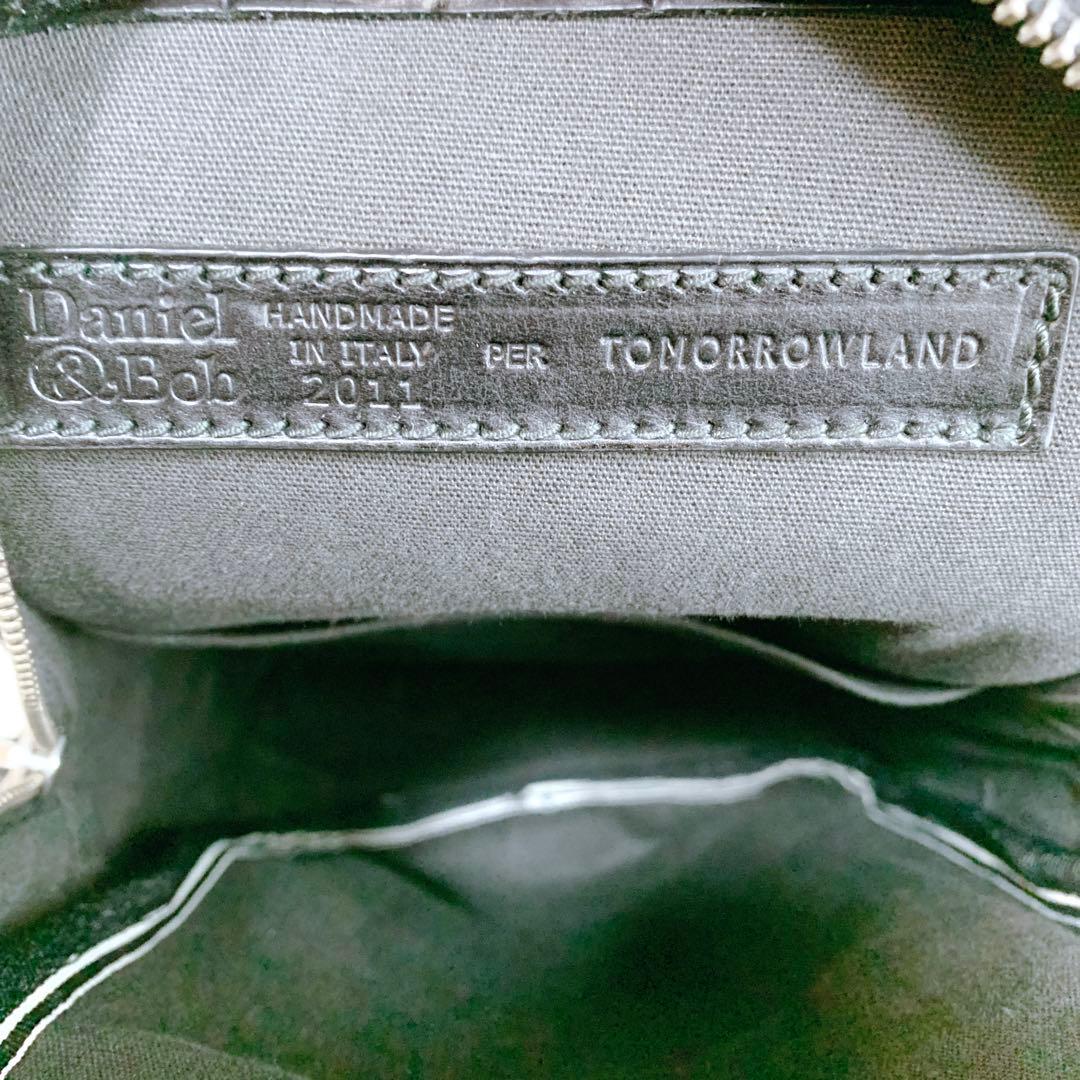 Daniel
& Bob
HANDMADE
IN ITALY
2011
PER
TOMORROWLAND